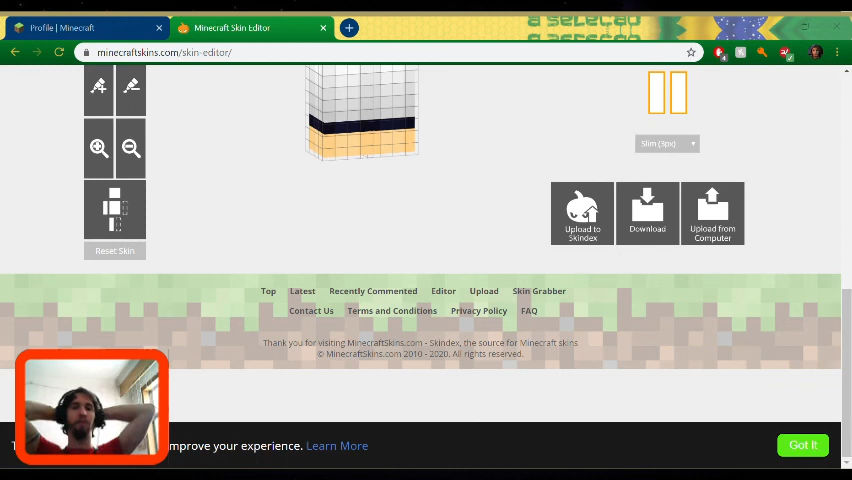 a seleção
Profile | Minecraft
Minecraft Skin Editor
minecraftskins.com/skin-editor/
4
Slim (3px)
Upload to Skindex
Download
Upload from Computer
Reset Skin
Top Latest Recently Commented Editor Upload Skin Grabber
Contact Us Terms and Conditions Privacy Policy FAQ
Thank you for visiting MinecraftSkins.com - Skindex, the source for Minecraft skins
© MinecraftSkins.com 2010 - 2020. All rights reserved.
improve your experience. Learn More
Got It